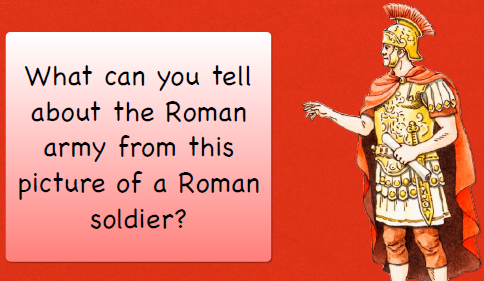 What can you tell
about the Roman
army from this
picture of a Roman
soldier?